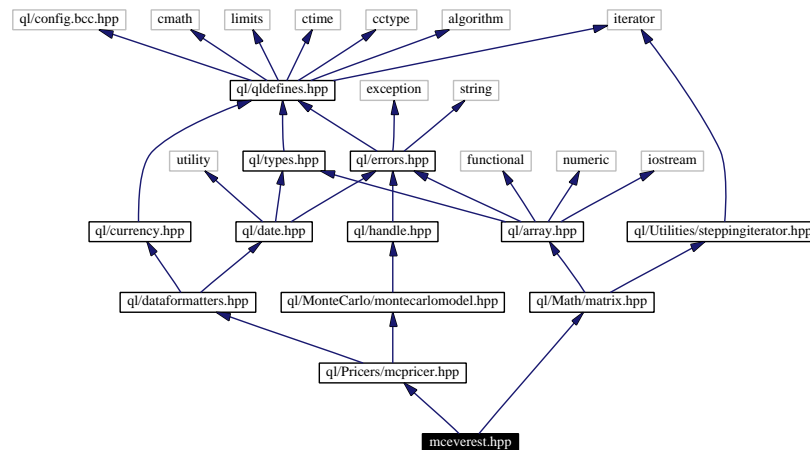 ql/config.bcc.hpp
cmath
limits
ctime
cctype
algorithm
iterator
ql/qldefines.hpp
exception
string
utility
ql/types.hpp
ql/errors.hpp
functional
numeric
iostream
ql/currency.hpp
ql/date.hpp
ql/handle.hpp
ql/array.hpp
ql/Utilities/steppingiterator.hpp
ql/dataformatters.hpp
ql/MonteCarlo/montecarlomodel.hpp
ql/Math/matrix.hpp
ql/Pricers/mcpricer.hpp
mceverest.hpp